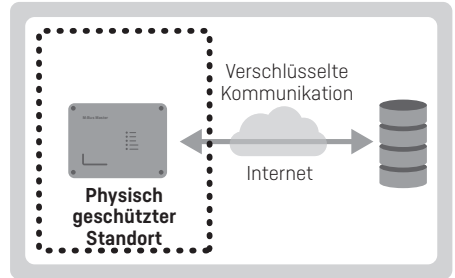 Verschlüsselte
Kommunikation
Internet
Physisch
geschützter
Standort